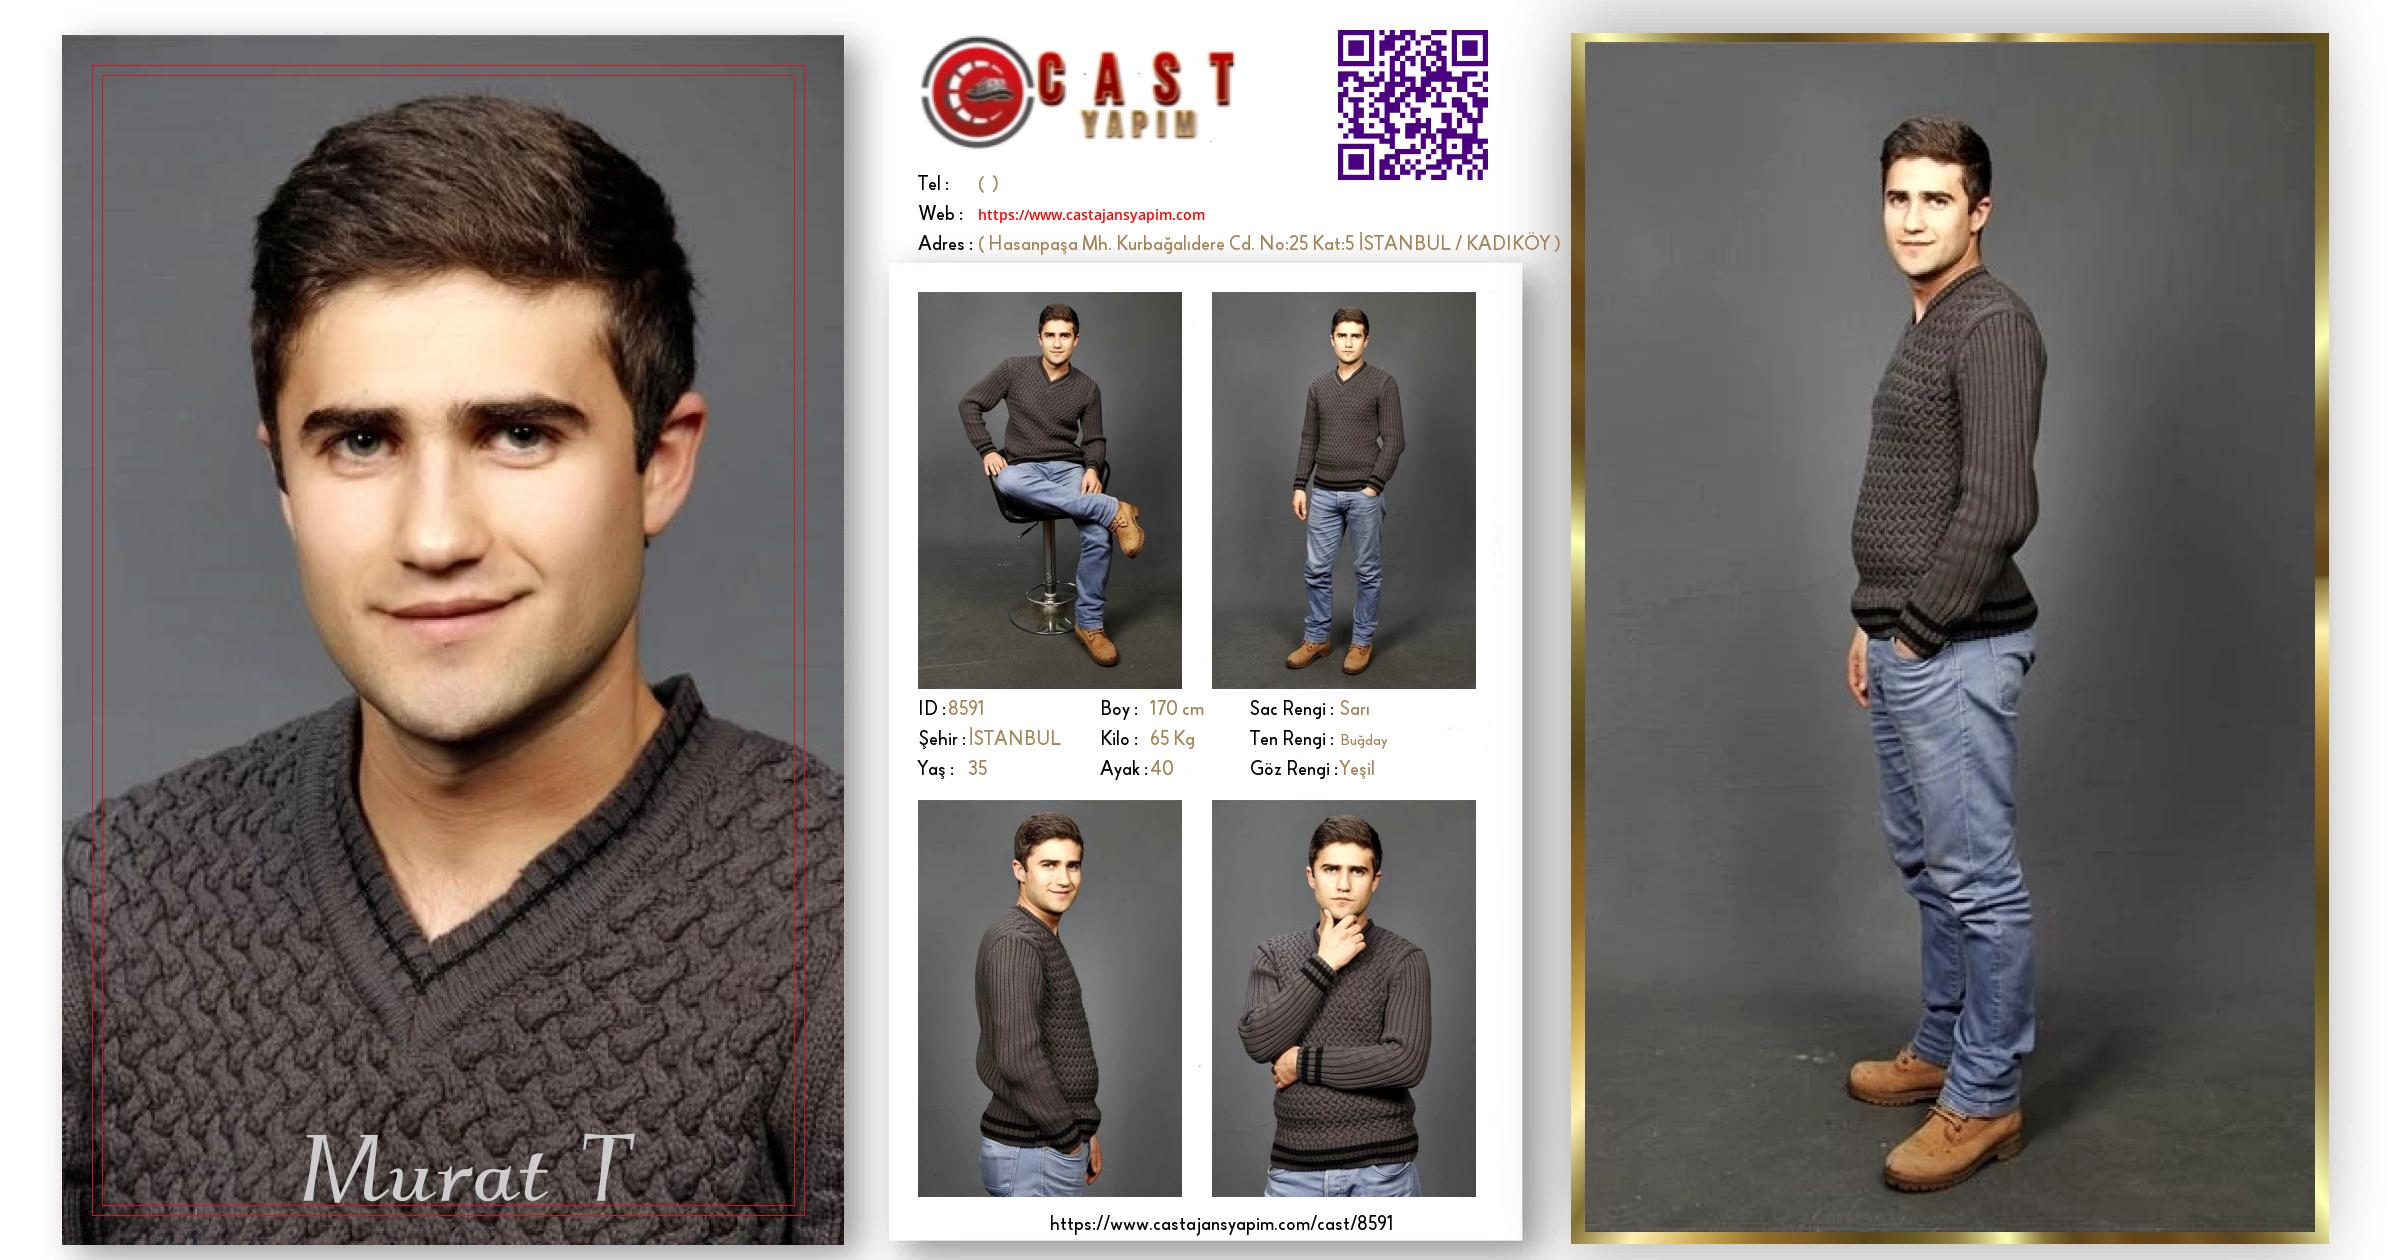 Murat T
CAST
YAPIM
Tel : ( )
Web : https://www.castajansyapim.com
Adres : ( Hasanpaşa Mh. Kurbağalıdere Cd. No:25 Kat:5 İSTANBUL / KADIKÖY )
ID : 8591 Boy : 170 cm Sac Rengi : Sarı
Şehir : İSTANBUL Kilo : 65 Kg Ten Rengi : Buğday
Yaş : 35 Ayak : 40 Göz Rengi : Yeşil
https://www.castajansyapim.com/cast/8591